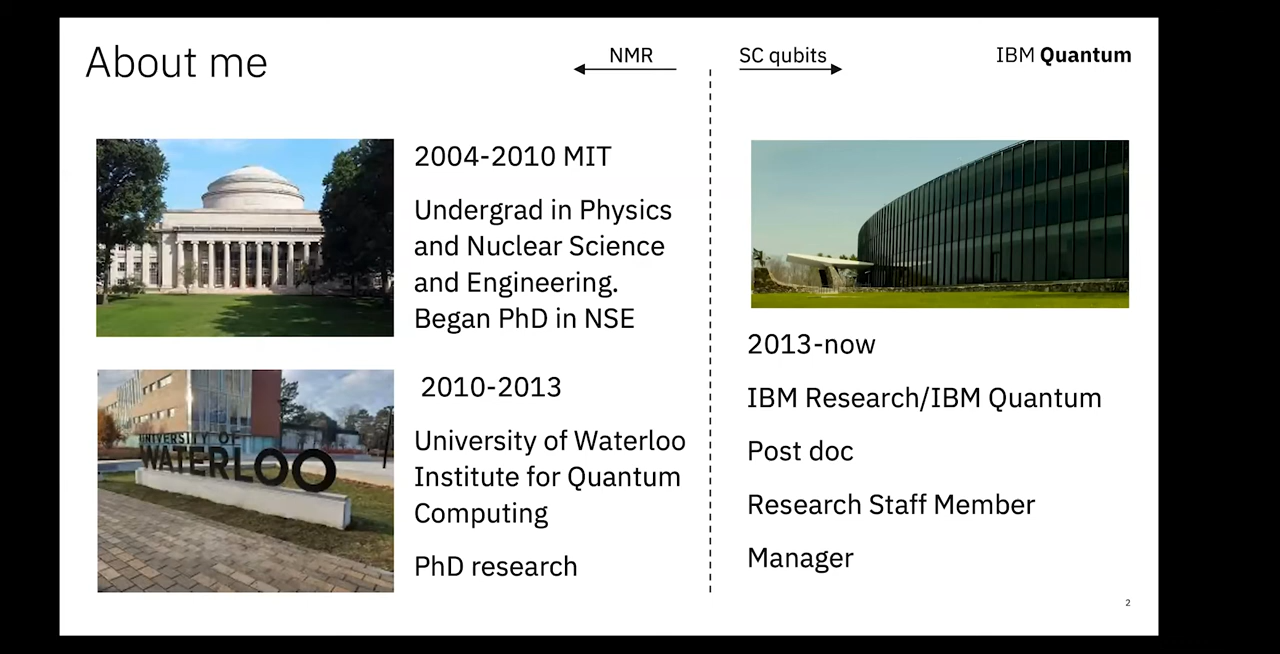 About me
NMR
SC qubits
IBM Quantum
2004-2010 MIT
Undergrad in Physics
and Nuclear Science
and Engineering.
Began PhD in NSE
UNIVERSITY OF
WATERLOO
2010-2013
University of Waterloo
Institute for Quantum
Computing
PhD research
2013-now
IBM Research/IBM Quantum
Post doc
Research Staff Member
Manager
2